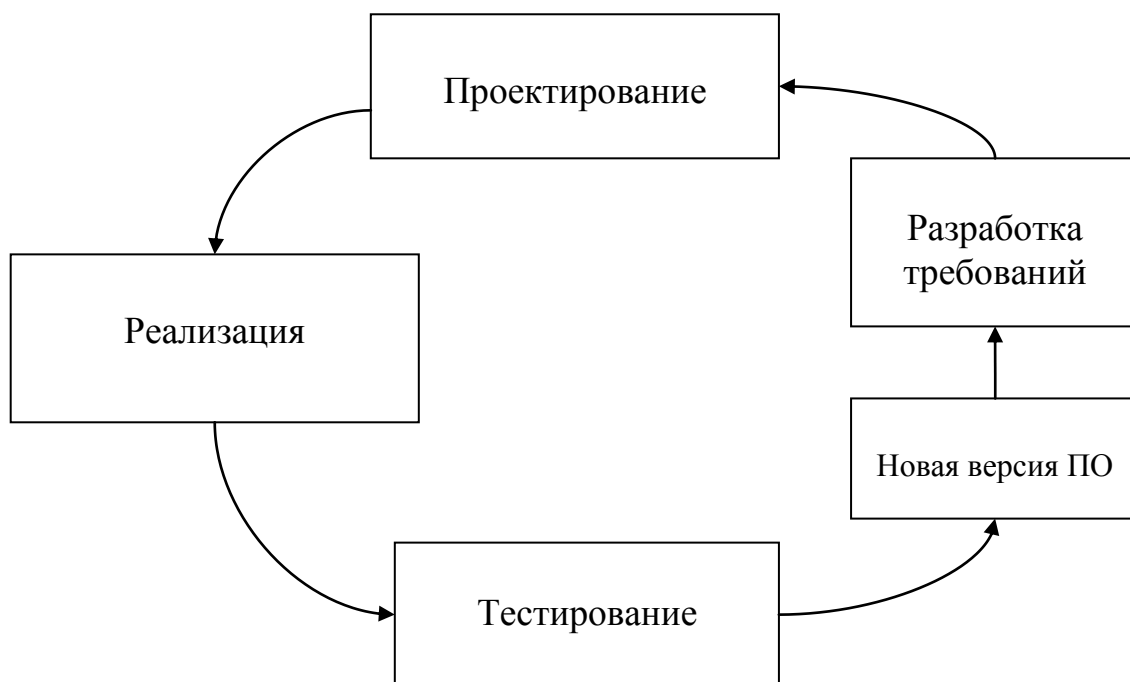 Проектирование
Разработка
требований
Реализация
Новая версия ПО
Тестирование